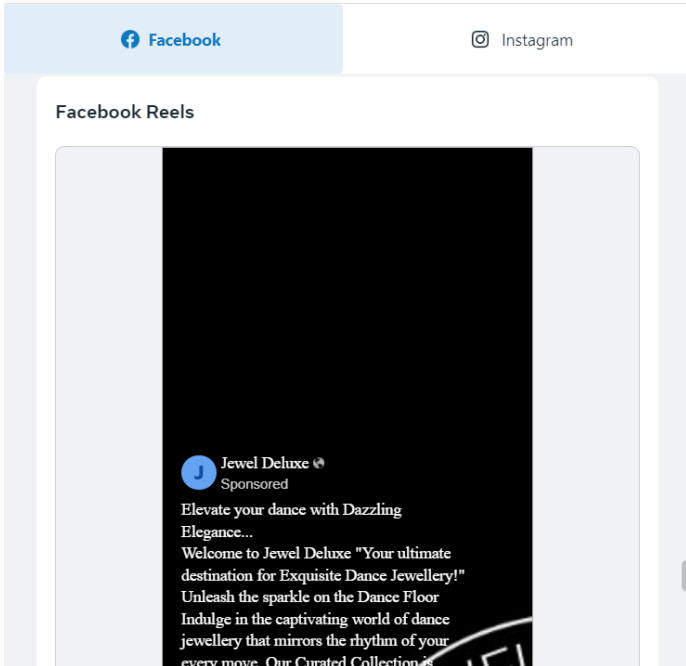 Facebook
Instagram
Facebook Reels
J
Jewel Deluxe
Sponsored
Elevate your dance with Dazzling
Elegance...
Welcome to Jewel Deluxe "Your ultimate
destination for Exquisite Dance Jewellery!"
Unleash the sparkle on the Dance Floor
Indulge in the captivating world of dance
jewellery that mirrors the rhythm of your
every move. Our Curated Collection is